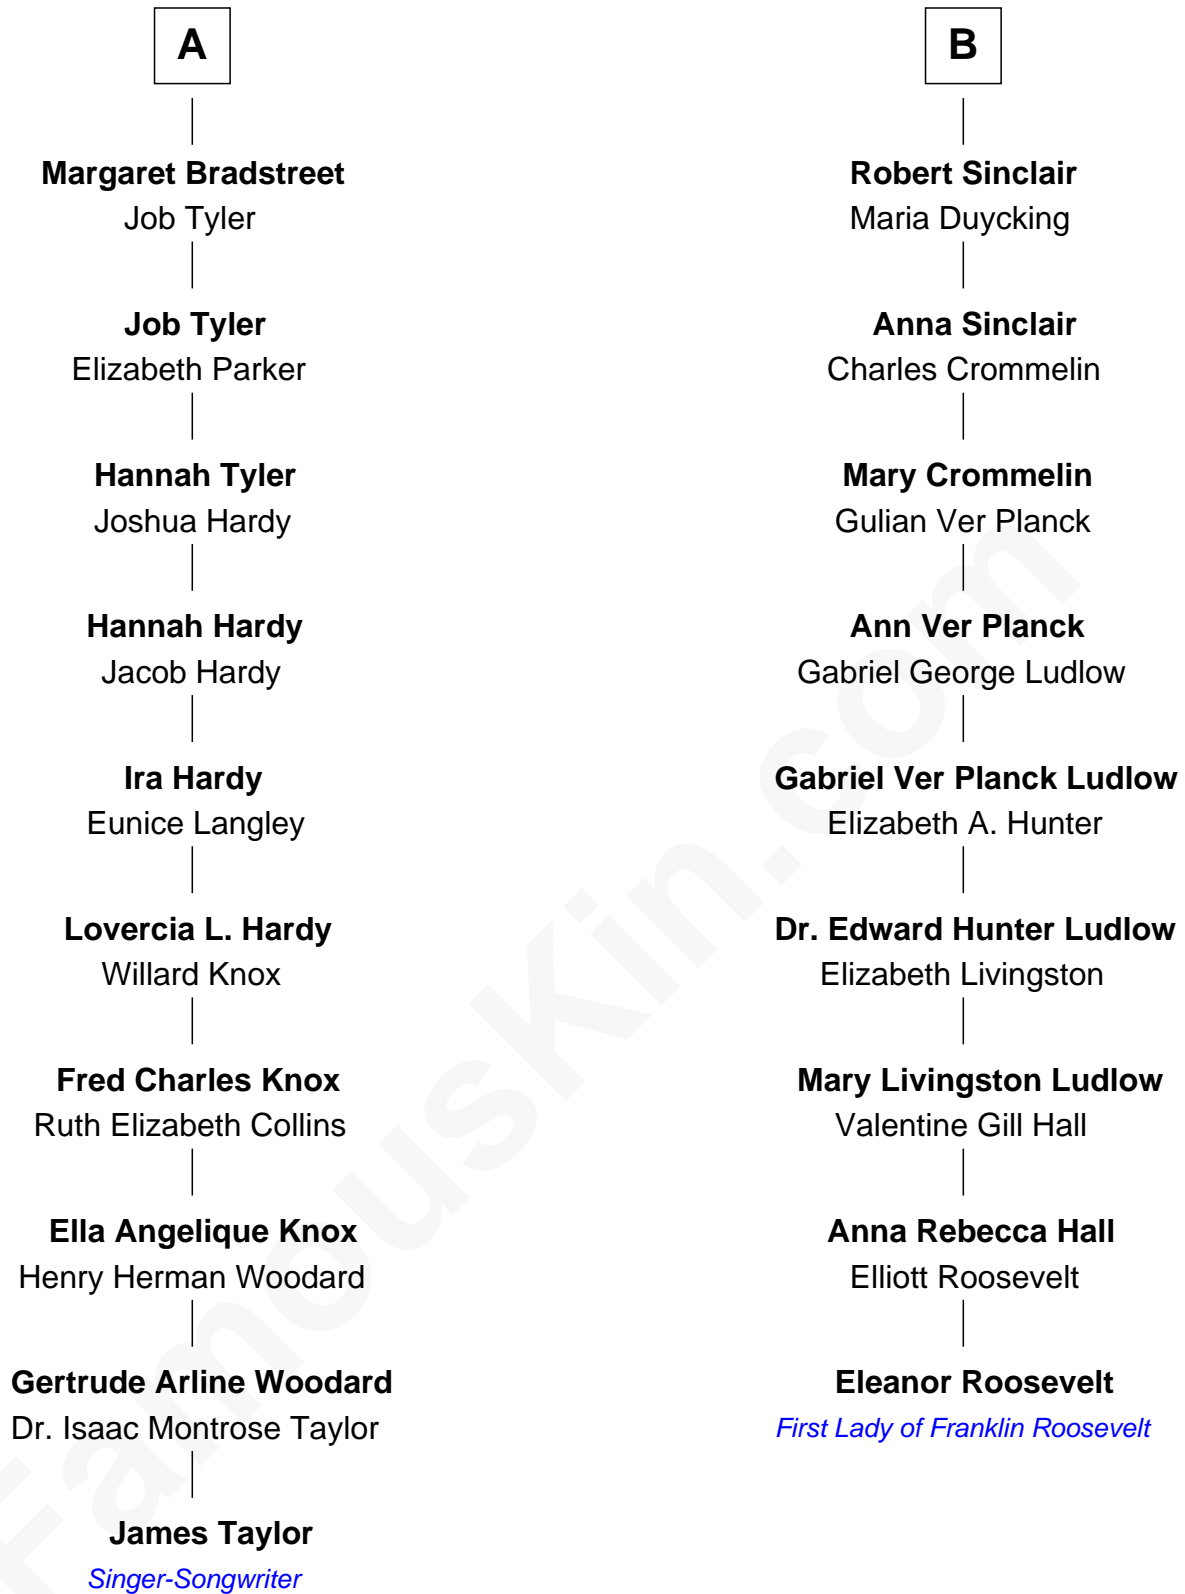 A
Margaret Bradstreet
Job Tyler
Job Tyler
Elizabeth Parker
Hannah Tyler
Joshua Hardy
Hannah Hardy
Jacob Hardy
Ira Hardy
Eunice Langley
Lovercia L. Hardy
Willard Knox
Fred Charles Knox
Ruth Elizabeth Collins
Ella Angelique Knox
Henry Herman Woodard
Gertrude Arline Woodard
Dr. Isaac Montrose Taylor
James Taylor
Singer-Songwriter
B
Robert Sinclair
Maria Duycking
Anna Sinclair
Charles Crommelin
Mary Crommelin
Gulian Ver Planck
Ann Ver Planck
Gabriel George Ludlow
Gabriel Ver Planck Ludlow
Elizabeth A. Hunter
Dr. Edward Hunter Ludlow
Elizabeth Livingston
Mary Livingston Ludlow
Valentine Gill Hall
Anna Rebecca Hall
Elliott Roosevelt
Eleanor Roosevelt
First Lady of Franklin Roosevelt
FamousKin.com